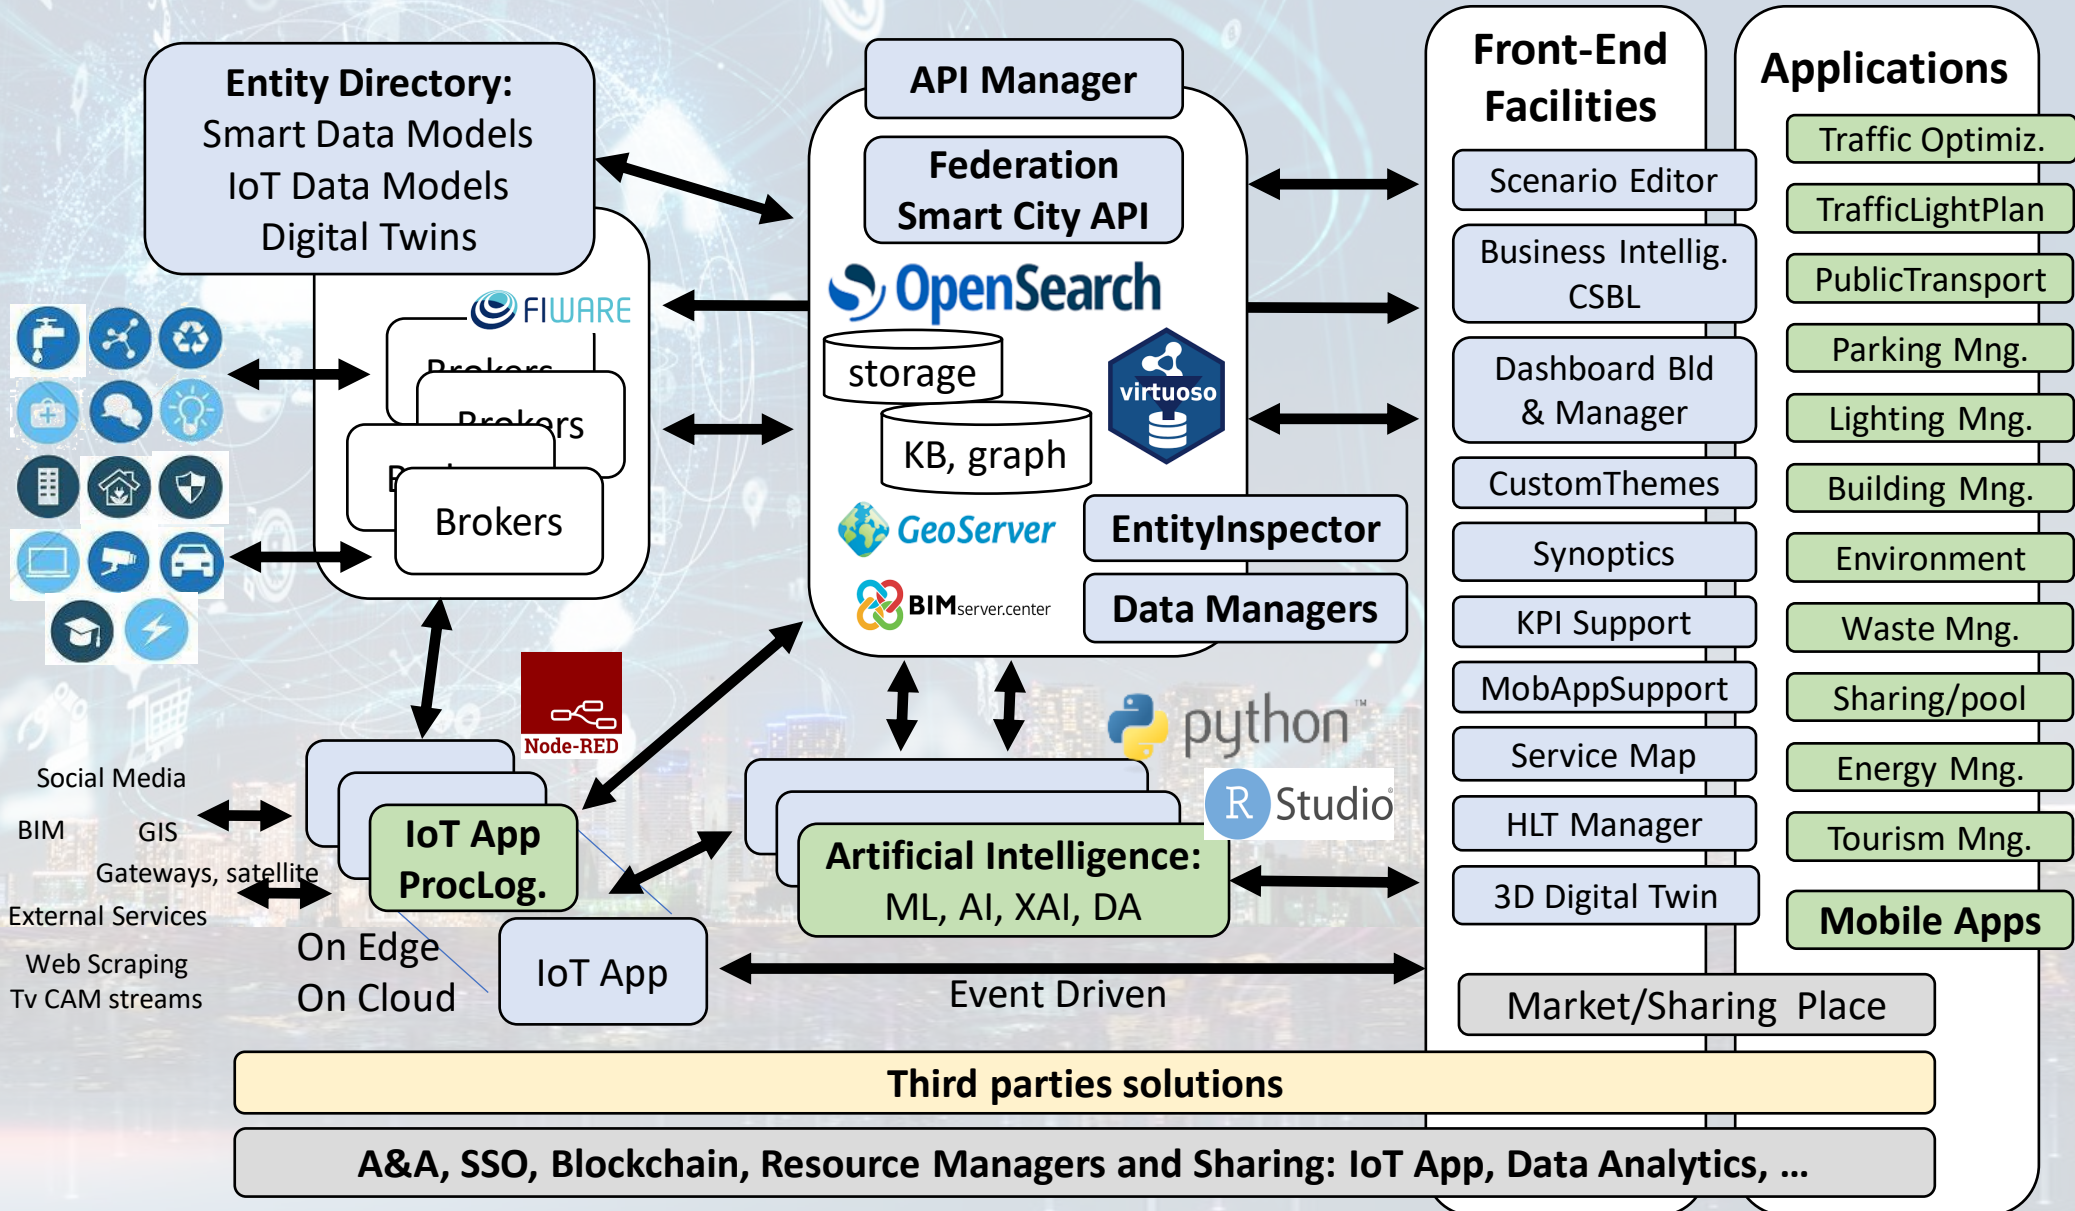 Entity Directory:
Smart Data Models
IoT Data Models
Digital Twins
FIWARE
Brokers
Brokers
Brokers
API Manager
Federation
Smart City API
OpenSearch
storage
KB, graph
virtuoso
GeoServer
EntityInspector
BIMserver.center
Data Managers
Node-RED
python™
R Studio
Social Media
BIM
GIS
Gateways, satellite
External Services
Web Scraping
Tv CAM streams
IoT App
ProcLog.
On Edge
On Cloud
IoT App
Artificial Intelligence:
ML, AI, XAI, DA
Event Driven
Front-End
Facilities
Scenario Editor
Business Intellig.
CSBL
Dashboard Bld
& Manager
CustomThemes
Synoptics
KPI Support
MobAppSupport
Service Map
HLT Manager
3D Digital Twin
Applications
Traffic Optimiz.
TrafficLightPlan
PublicTransport
Parking Mng.
Lighting Mng.
Building Mng.
Environment
Waste Mng.
Sharing/pool
Energy Mng.
Tourism Mng.
Mobile Apps
Market/Sharing Place
Third parties solutions
A&A, SSO, Blockchain, Resource Managers and Sharing: IoT App, Data Analytics, ...